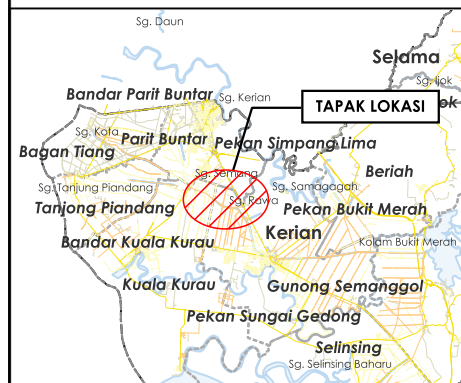 Sg. Daun
Selama
Sg. Ijok
Bandar Parit Buntar
Sg. Kerian
TAPAK LOKASI
Sg. Kota
Parit Buntar
Pekan Simpang Lima
Bagan Tiang
Sg. Semang
Beriah
Sg. Tanjung Piandang
Sg. Samagagah
Sg. Rawa
Tanjong Piandang
Pekan Bukit Merah
Kerian
Bandar Kuala Kurau
Kolam Bukit Merah
Kuala Kurau
Gunong Semanggol
Pekan Sungai Gedong
Selinsing
Sg. Selinsing Baharu